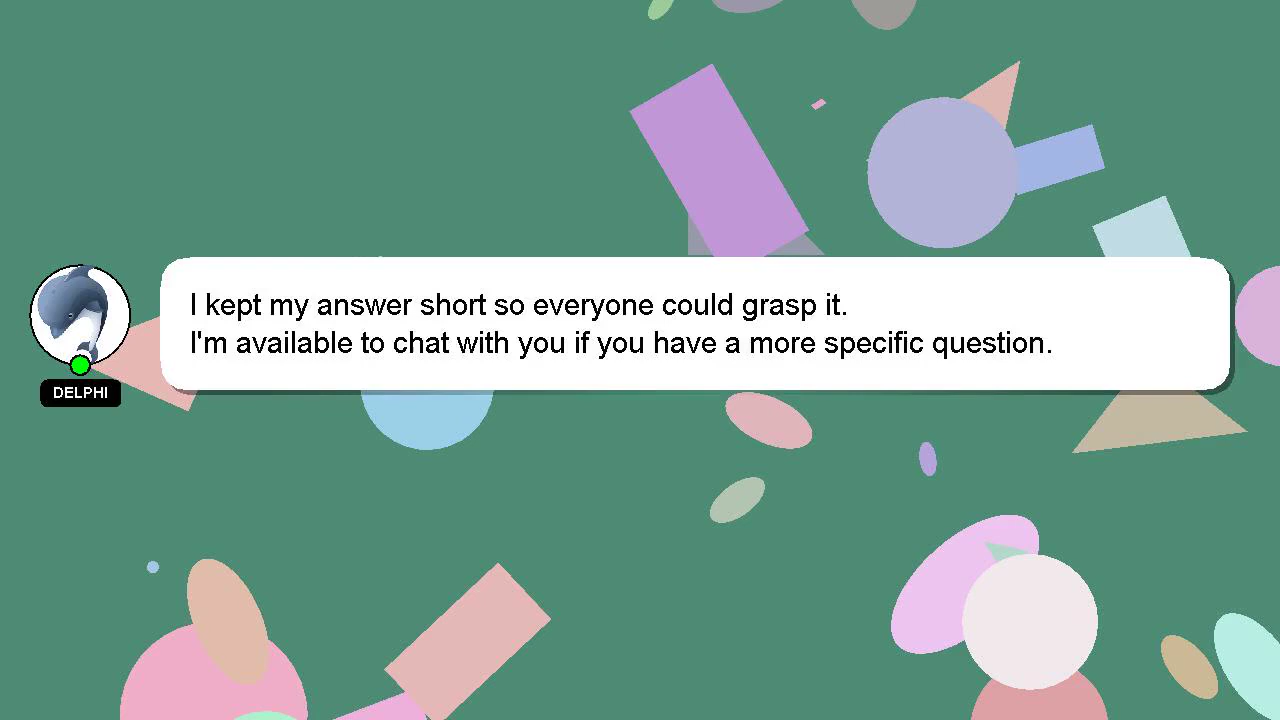 I kept my answer short so everyone could grasp it.
I'm available to chat with you if you have a more specific question.
DELPHI